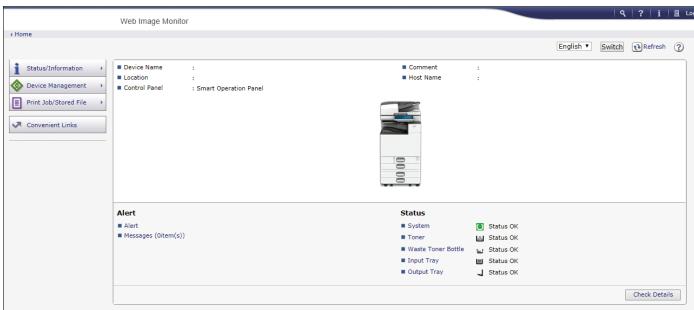 Web Image Monitor
Home
English Switch Refresh
Status/Information
Device Management
Print Job/Stored File
Convenient Links
Device Name :
Location :
Control Panel : Smart Operation Panel
Comment :
Host Name :
Alert
Alert
Messages (0item(s))
Status
System Status OK
Toner Status OK
Waste Toner Bottle Status OK
Input Tray Status OK
Output Tray Status OK
Check Details